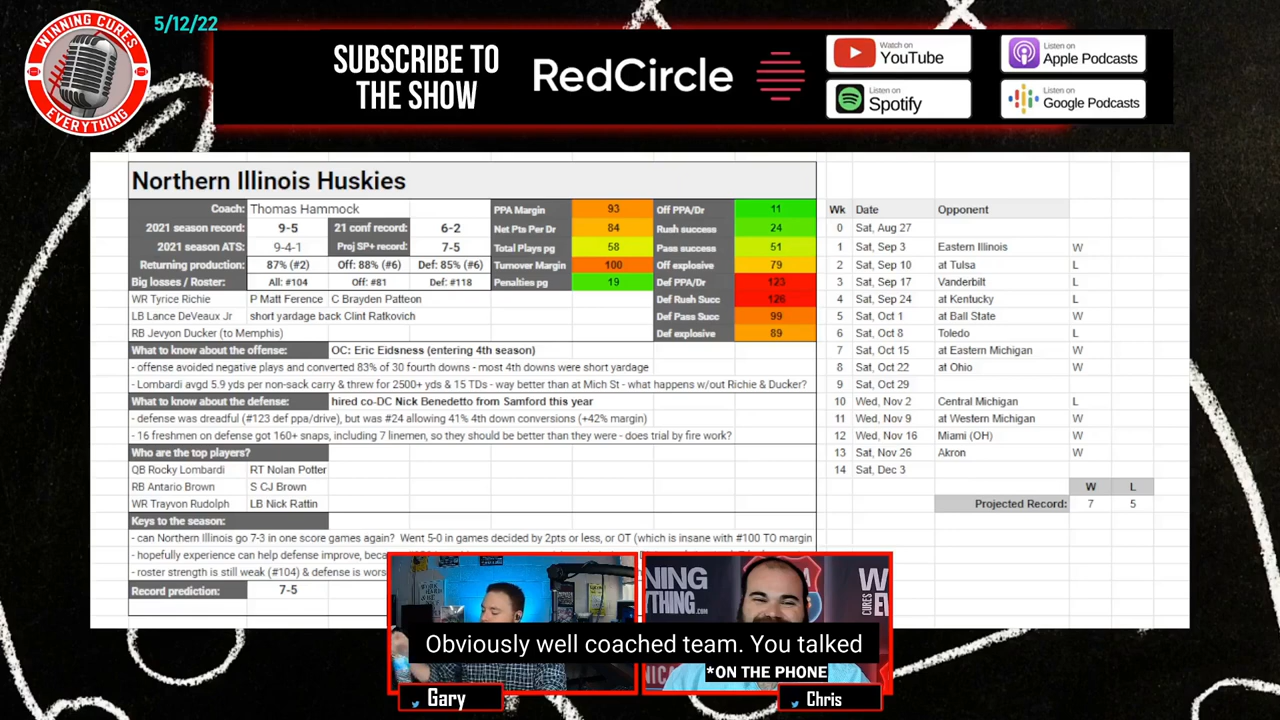 WINNING CURES
EVERYTHING
5/12/22
SUBSCRIBE TO
THE SHOW
RedCircle
Watch on
YouTube
Listen on
Spotify
Listen on
Apple Podcasts
Listen on
Google Podcasts
Northern Illinois Huskies
Coach: Thomas Hammock PPA Margin 93 Off PPA/Dr 11
2021 season record: 9-5 21 conf record: 6-2 Net Pts Per Dr 84 Rush success 24
2021 season ATS: 9-4-1 Proj SP+ record: 7-5 Total Plays pg 58 Pass success 51
Returning production: 87% (#2) Off: 88% (#6) Def: 85% (#6) Turnover Margin 100 Off explosive 79
Big losses / Roster: All: #104 Off: #81 Def: #118 Penalties pg 19 Def PPA/Dr 123
WR Tyrice Richie P Matt Ference C Brayden Patteon Def Rush Succ 126
LB Lance DeVeaux Jr short yardage back Clint Ratkovich Def Pass Succ 99
RB Jevyon Ducker (to Memphis) Def explosive 89
What to know about the offense: OC: Eric Eidsness (entering 4th season)
- offense avoided negative plays and converted 83% of 30 fourth downs - most 4th downs were short yardage
- Lombardi avgd 5.9 yds per non-sack carry & threw for 2500+ yds & 15 TDs - way better than at Mich St - what happens w/out Richie & Ducker?
What to know about the defense: hired co-DC Nick Benedetto from Samford this year
- defense was dreadful (#123 def ppa/drive), but was #24 allowing 41% 4th down conversions (+42% margin)
- 16 freshmen on defense got 160+ snaps, including 7 linemen, so they should be better than they were - does trial by fire work?
Who are the top players?
QB Rocky Lombardi RT Nolan Potter
RB Antario Brown S CJ Brown
WR Trayvon Rudolph LB Nick Rattin
Keys to the season:
- can Northern Illinois go 7-3 in one score games again? Went 5-0 in games decided by 2pts or less, or OT (which is insane with #100 TO margin
- hopefully experience can help defense improve, beca
- roster strength is still weak (#104) & defense is wors
Record prediction: 7-5
Wk Date Opponent
0 Sat, Aug 27
1 Sat, Sep 3 Eastern Illinois W
2 Sat, Sep 10 at Tulsa L
3 Sat, Sep 17 Vanderbilt L
4 Sat, Sep 24 at Kentucky L
5 Sat, Oct 1 at Ball State W
6 Sat, Oct 8 Toledo L
7 Sat, Oct 15 at Eastern Michigan W
8 Sat, Oct 22 at Ohio W
9 Sat, Oct 29
10 Wed, Nov 2 Central Michigan L
11 Wed, Nov 9 at Western Michigan W
12 Wed, Nov 16 Miami (OH) W
13 Sat, Nov 26 Akron W
14 Sat, Dec 3
W L
Projected Record: 7 5
Obviously well coached team. You talked
*ON THE PHONE
Gary
Chris